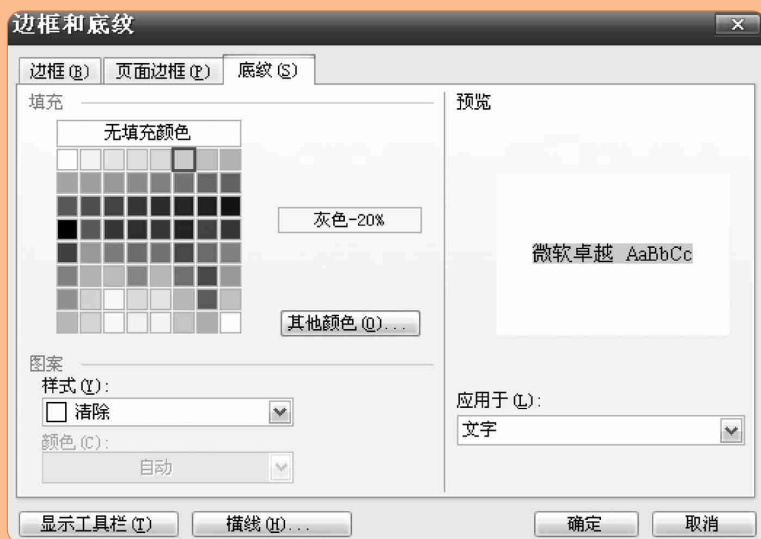 边框和底纹
边框(B) 页面边框(P) 底纹(S)
填充
无填充颜色
灰色-20%
其他颜色(O)...
图案
样式(Y):
清除
颜色(C):
自动
预览
微软卓越 AaBbCc
应用于(L):
文字
显示工具栏(T) 横线(H)... 确定 取消